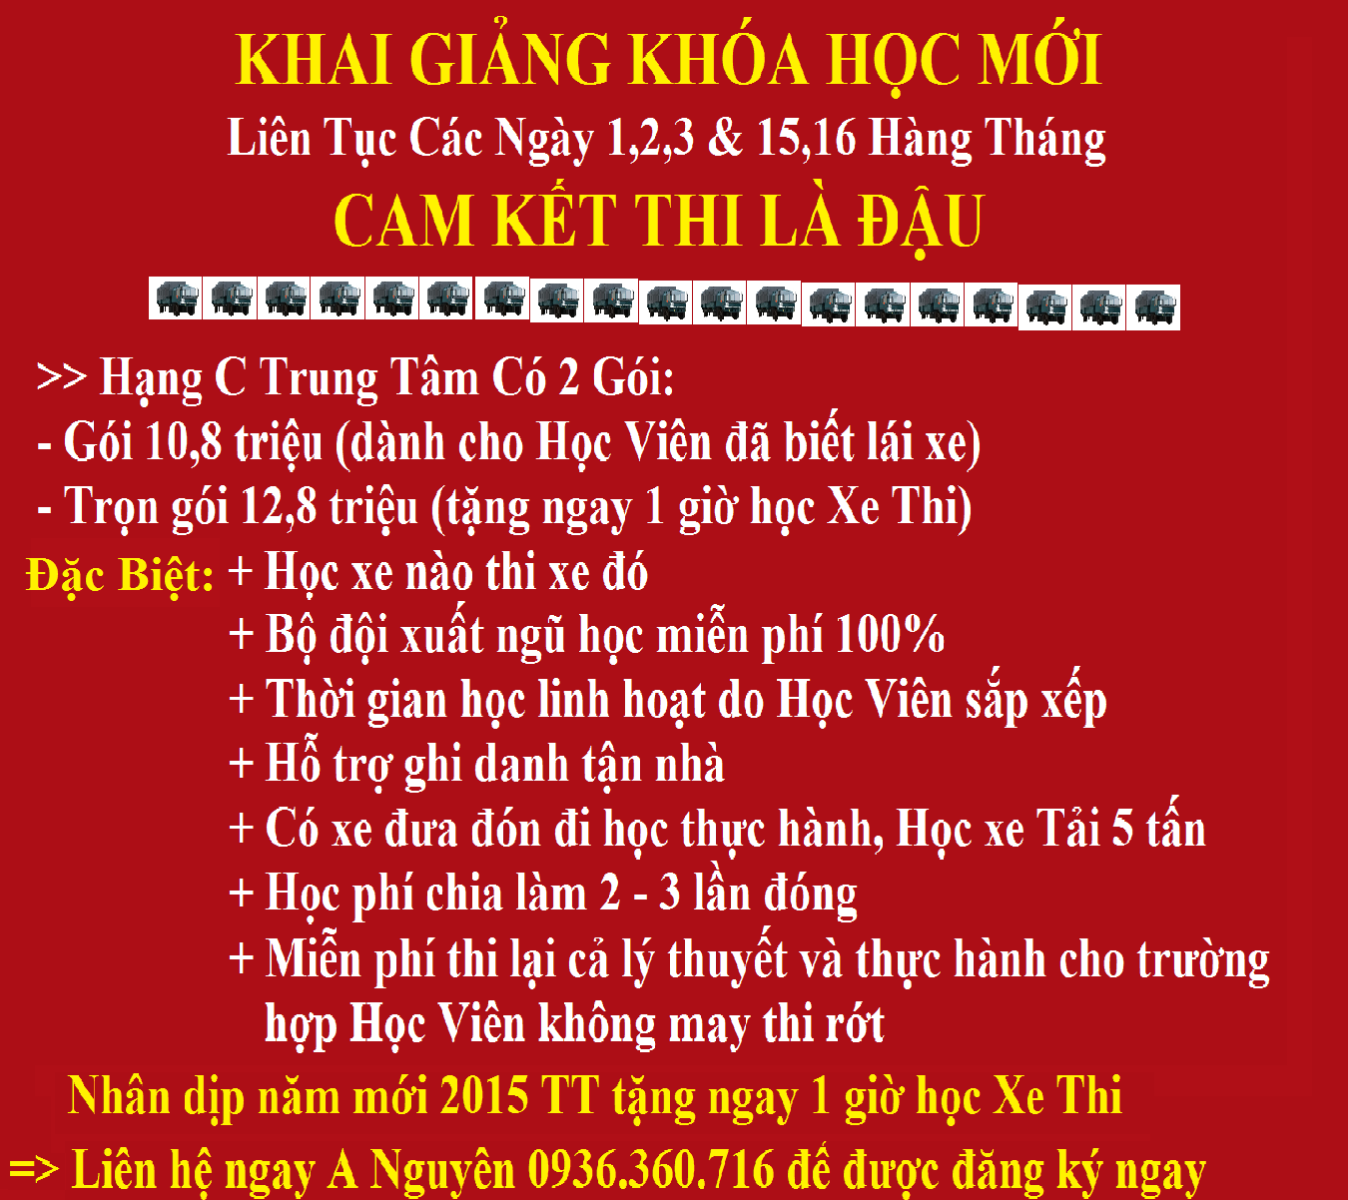 KHAI GIẢNG KHÓA HỌC MỚI
Liên Tục Các Ngày 1,2,3 & 15,16 Hàng Tháng
CAM KẾT THI LÀ ĐẬU
>> Hạng C Trung Tâm Có 2 Gói:
- Gói 10,8 triệu (dành cho Học Viên đã biết lái xe)
- Trọn gói 12,8 triệu (tặng ngay 1 giờ học Xe Thi)
Đặc Biệt: + Học xe nào thi xe đó
+ Bộ đội xuất ngũ học miễn phí 100%
+ Thời gian học linh hoạt do Học Viên sắp xếp
+ Hỗ trợ ghi danh tận nhà
+ Có xe đưa đón đi học thực hành, Học xe Tải 5 tấn
+ Học phí chia làm 2 - 3 lần đóng
+ Miễn phí thi lại cả lý thuyết và thực hành cho trường
hợp Học Viên không may thi rớt
Nhân dịp năm mới 2015 TT tặng ngay 1 giờ học Xe Thi
=> Liên hệ ngay A Nguyên 0936.360.716 để được đăng ký ngay